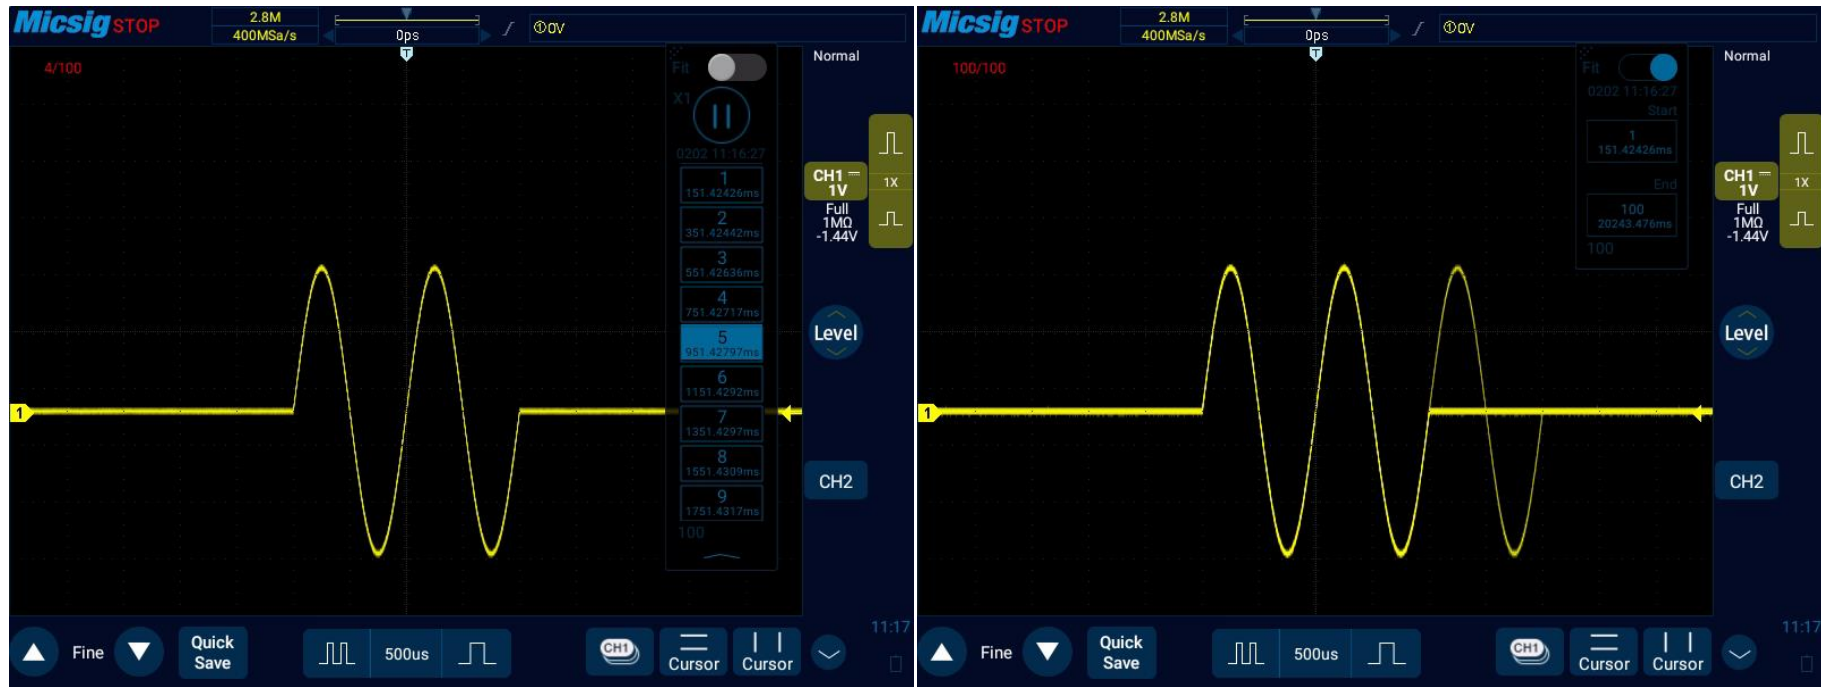 Micsig STOP
2.8M
400MSa/s
0ps
①0V
4/100
T
Normal
Fit
X1
0202 11:16:27
1
151.42426ms
2
351.42442ms
3
551.42636ms
4
751.42717ms
5
951.42797ms
6
1151.4292ms
7
1351.4297ms
8
1551.4309ms
9
1751.4317ms
100
CH1
1V
1X
Full
1MΩ
-1.44V
Level
1
CH2
11:17
Fine
Quick
Save
500us
CH1
Cursor
Cursor
Micsig STOP
2.8M
400MSa/s
0ps
①0V
100/100
T
Normal
Fit
0202 11:16:27
Start
1
151.42426ms
End
100
20243.476ms
100
CH1
1V
1X
Full
1MΩ
-1.44V
Level
1
CH2
11:17
Fine
Quick
Save
500us
CH1
Cursor
Cursor